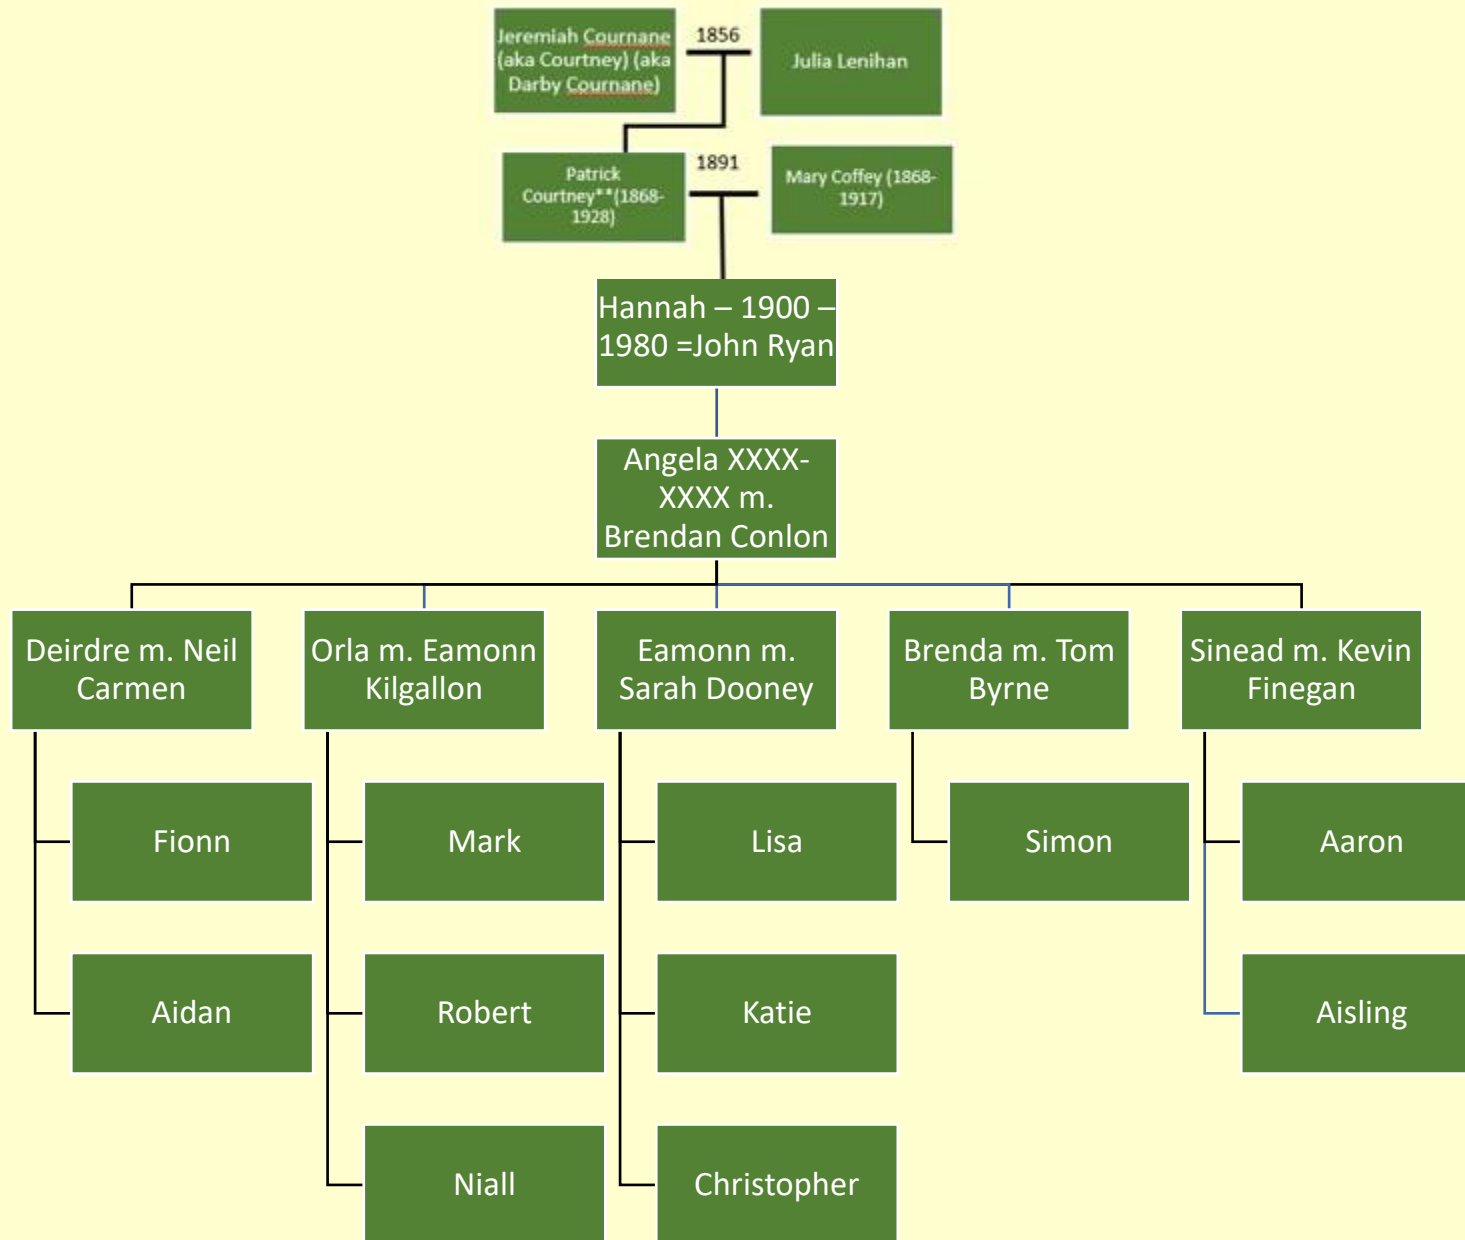 Jeremiah Cournane
(aka Courtney) (aka
Darby Cournane)
1856
Julia Lenihan
Patrick
Courtney**(1868-
1928)
1891
Mary Coffey (1868-
1917)
Hannah – 1900 –
1980 =John Ryan
Angela XXXX-
XXXX m.
Brendan Conlon
Deirdre m. Neil
Carmen
Orla m. Eamonn
Kilgallon
Eamonn m.
Sarah Dooney
Brenda m. Tom
Byrne
Sinead m. Kevin
Finegan
Fionn
Mark
Lisa
Simon
Aaron
Aidan
Robert
Katie
Aisling
Niall
Christopher